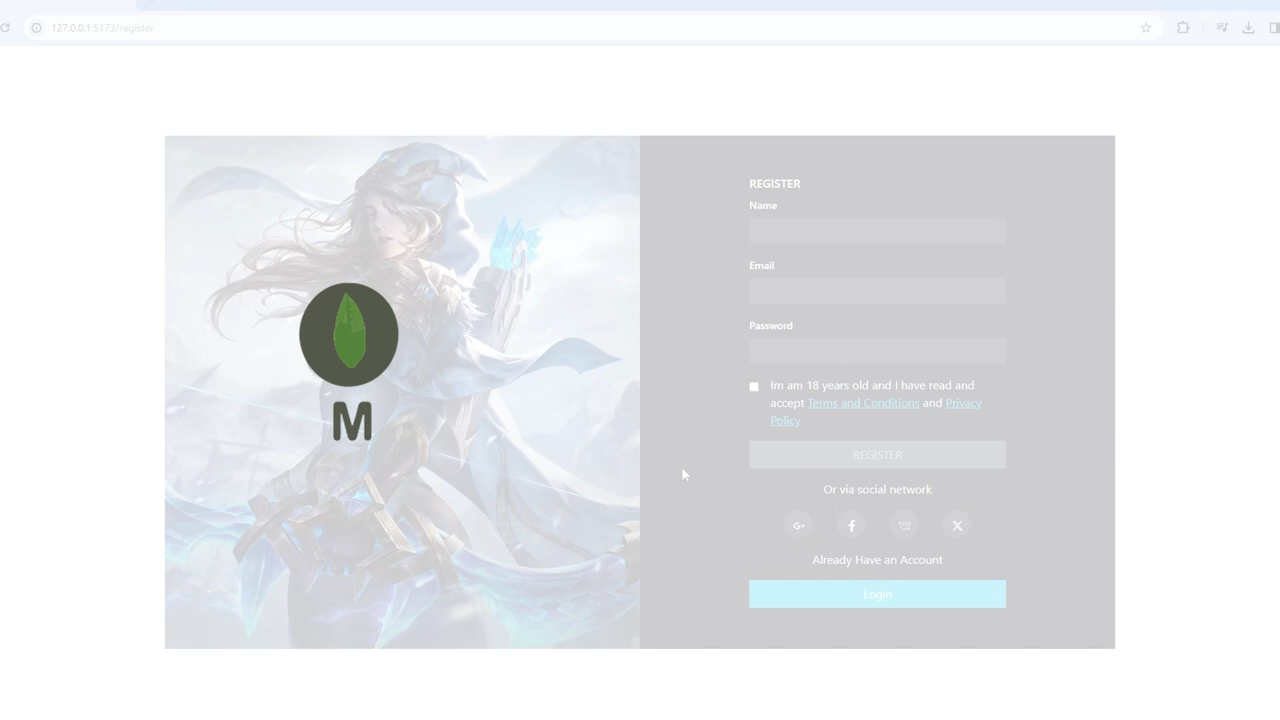 127.0.0.1:5173/register
REGISTER
Name
Email
Password
Im am 18 years old and I have read and
accept Terms and Conditions and Privacy
Policy
REGISTER
Or via social network
G+
f
X
Already Have an Account
Login
M